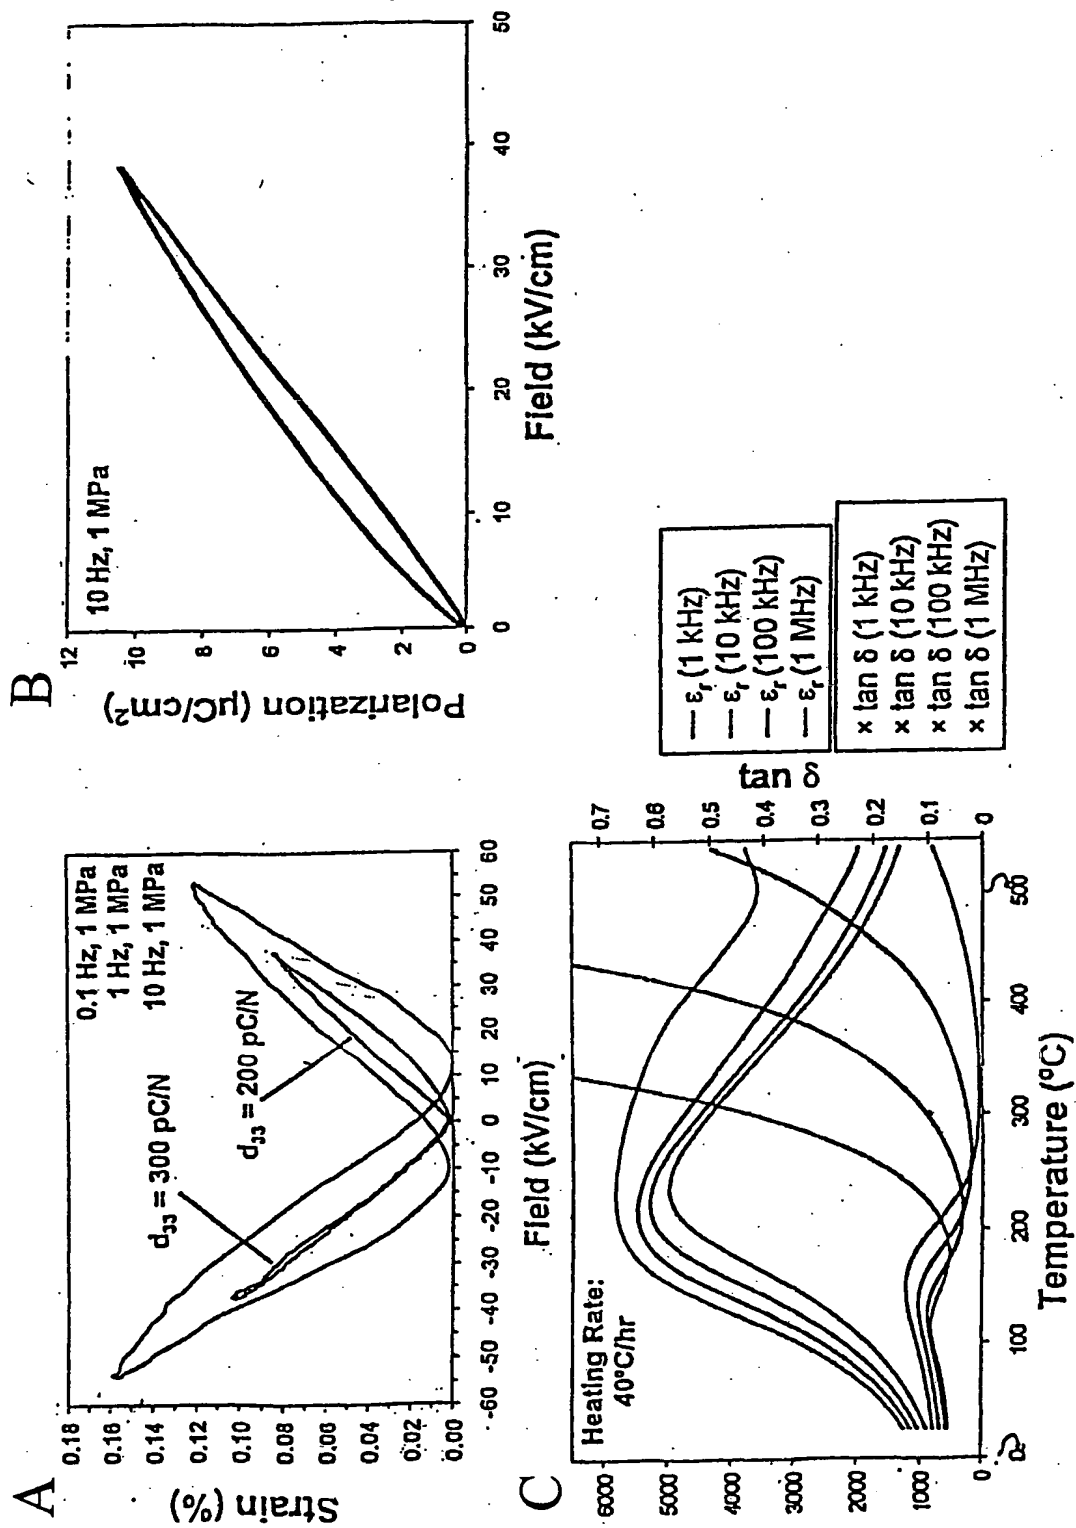 A
Strain (%)
0.18
0.16
0.14
0.12
0.10
0.08
0.06
0.04
0.02
0.00
0.1 Hz, 1 MPa
1 Hz, 1 MPa
10 Hz, 1 MPa
d33 = 300 pC/N
d33 = 200 pC/N
-60 -50 -40 -30 -20 -10 0 10 20 30 40 50 60
Field (kV/cm)
B
Polarization (µC/cm²)
12
10
8
6
4
2
0
10 Hz, 1 MPa
0 10 20 30 40 50
Field (kV/cm)
C
Heating Rate:
40°C/hr
6000
5000
4000
3000
2000
1000
0
0 100 200 300 400 500
Temperature (°C)
0.7
0.6
0.5
0.4
0.3
0.2
0.1
0
tan δ
— εr (1 kHz)
— εr (10 kHz)
— εr (100 kHz)
— εr (1 MHz)
× tan δ (1 kHz)
× tan δ (10 kHz)
× tan δ (100 kHz)
× tan δ (1 MHz)